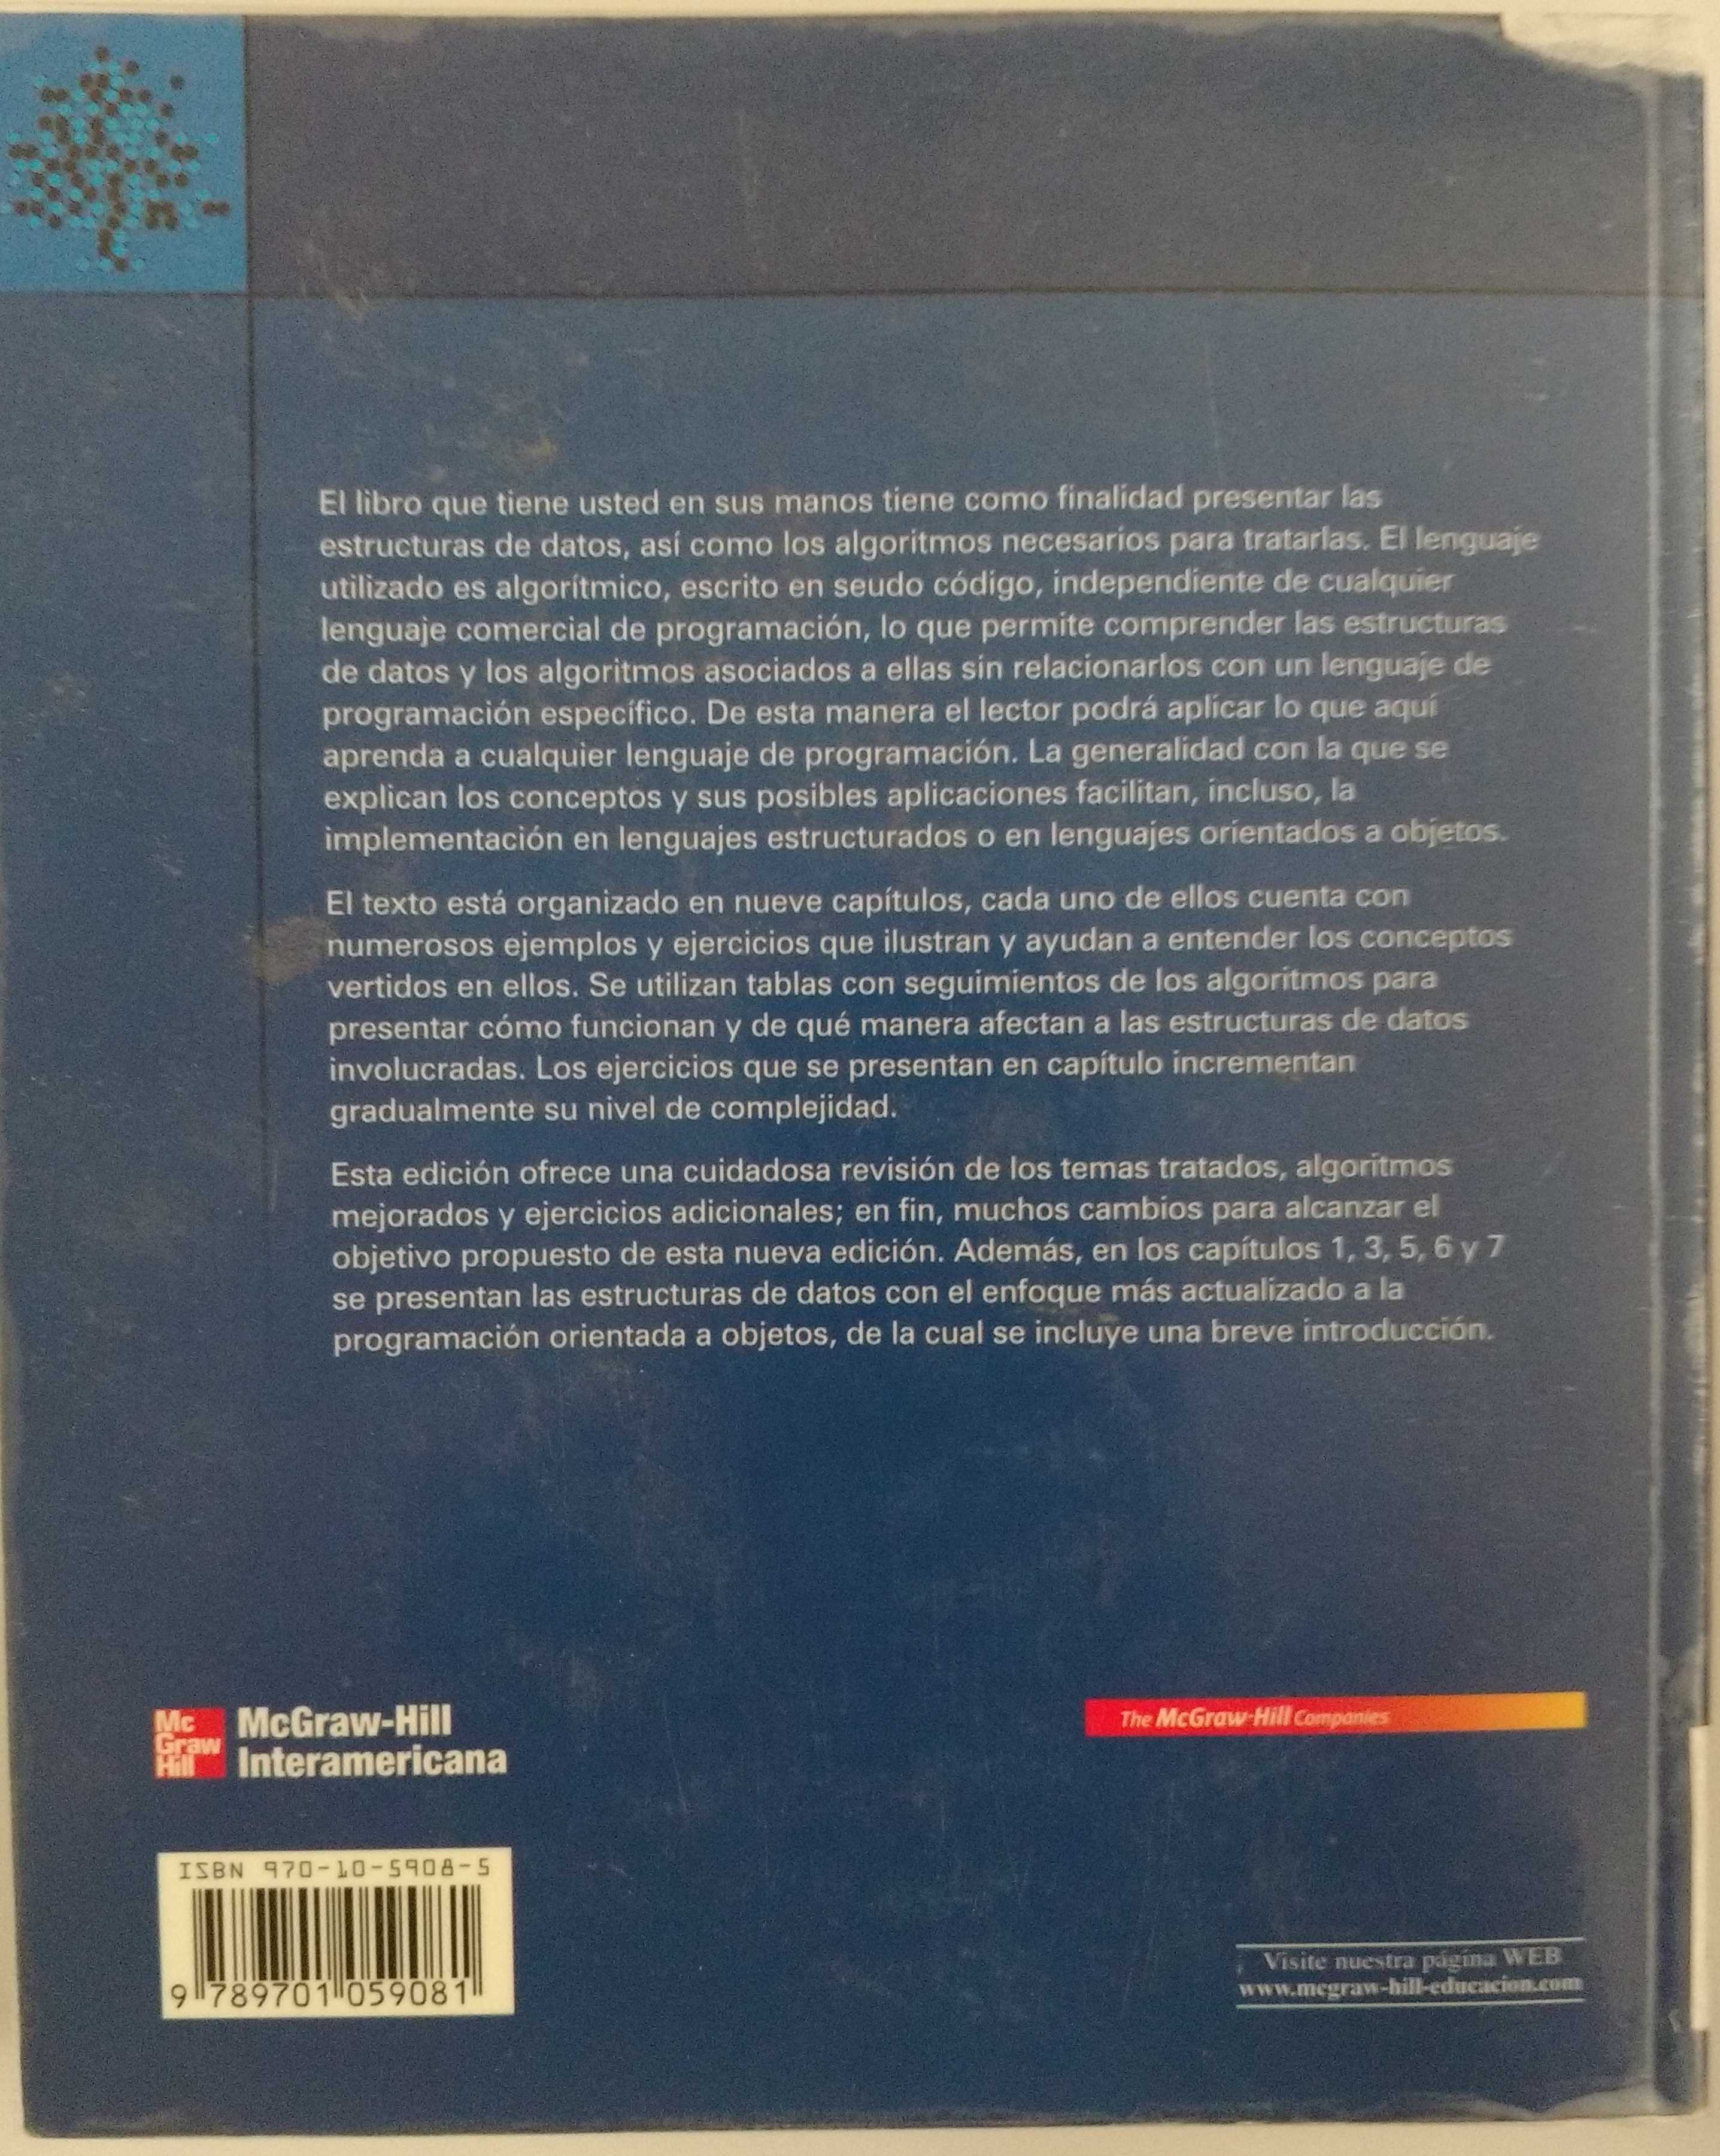 El libro que tiene usted en sus manos tiene como finalidad presentar las
estructuras de datos, así como los algoritmos necesarios para tratarlas. El lenguaje
utilizado es algorítmico, escrito en seudo código, independiente de cualquier
lenguaje comercial de programación, lo que permite comprender las estructuras
de datos y los algoritmos asociados a ellas sin relacionarlos con un lenguaje de
programación específico. De esta manera el lector podrá aplicar lo que aquí
aprenda a cualquier lenguaje de programación. La generalidad con la que se
explican los conceptos y sus posibles aplicaciones facilitan, incluso, la
implementación en lenguajes estructurados o en lenguajes orientados a objetos.
El texto está organizado en nueve capítulos, cada uno de ellos cuenta con
numerosos ejemplos y ejercicios que ilustran y ayudan a entender los conceptos
vertidos en ellos. Se utilizan tablas con seguimientos de los algoritmos para
presentar cómo funcionan y de qué manera afectan a las estructuras de datos
involucradas. Los ejercicios que se presentan en capítulo incrementan
gradualmente su nivel de complejidad.
Esta edición ofrece una cuidadosa revisión de los temas tratados, algoritmos
mejorados y ejercicios adicionales; en fin, muchos cambios para alcanzar el
objetivo propuesto de esta nueva edición. Además, en los capítulos 1, 3, 5, 6 y 7
se presentan las estructuras de datos con el enfoque más actualizado a la
programación orientada a objetos, de la cual se incluye una breve introducción.
Mc
Graw
Hill
McGraw-Hill
Interamericana
The McGraw-Hill Companies
ISBN 970-10-5908-5
9 789701 059081
Visite nuestra página WEB
www.mcgraw-hill-educacion.com